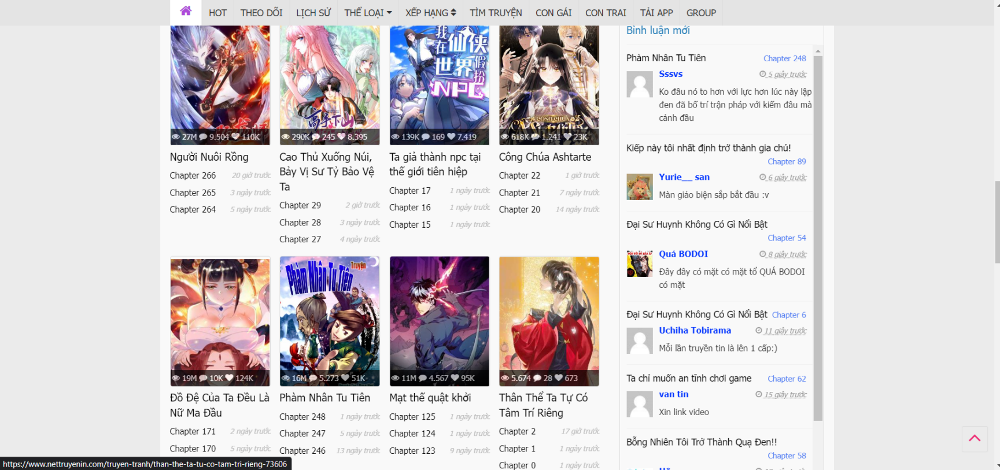 HOT THEO DÕI LỊCH SỬ THỂ LOẠI XẾP HẠNG TÌM TRUYỆN CON GÁI CON TRAI TẢI APP GROUP
我在仙侠世界假扮NPC
高手下山
CÔNG CHÚA
27M 9.504 110K
290K 245 8.395
139K 169 7.419
618K 1.241 23K
Người Nuôi Rồng
Chapter 266 20 giờ trước
Chapter 265 3 ngày trước
Chapter 264 5 ngày trước
Cao Thủ Xuống Núi,
Bảy Vị Sư Tỷ Bảo Vệ
Ta
Chapter 29 2 giờ trước
Chapter 28 3 ngày trước
Chapter 27 4 ngày trước
Ta giả thành npc tại
thế giới tiên hiệp
Chapter 17 1 ngày trước
Chapter 16 1 ngày trước
Chapter 15 1 ngày trước
Công Chúa Ashtarte
Chapter 22 1 giờ trước
Chapter 21 7 ngày trước
Chapter 20 14 ngày trước
Truyện
Phàm Nhân Tu Tiên
19M 10K 124K
16M 5.273 51K
11M 4.567 95K
5.674 28 673
Đồ Đệ Của Ta Đều Là
Nữ Ma Đầu
Chapter 171 2 ngày trước
Chapter 170 5 ngày trước
Phàm Nhân Tu Tiên
Chapter 248 1 ngày trước
Chapter 247 5 ngày trước
Chapter 246 13 ngày trước
Mạt thế quật khởi
Chapter 125 1 ngày trước
Chapter 124 1 ngày trước
Chapter 123 9 ngày trước
Thân Thể Ta Tự Có
Tâm Trí Riêng
Chapter 2 17 giờ trước
Chapter 1 1 ngày trước
Chapter 0 1 ngày trước
Bình luận mới
Phàm Nhân Tu Tiên Chapter 248
Sssvs 5 giây trước
Ko đâu nó to hơn với lực hơn lúc này lập
đen đã bố trí trận pháp với kiếm đâu mà
cảnh đầu
Kiếp này tôi nhất định trở thành gia chủ!
Chapter 89
Yurie__ san 6 giây trước
Màn giảo biện sắp bắt đầu :v
Đại Sư Huynh Không Có Gì Nổi Bật
Chapter 54
Quá BODOI 8 giây trước
Đây đây có mặt có mặt tổ QUÁ BODOI
có mặt
Đại Sư Huynh Không Có Gì Nổi Bật Chapter 6
Uchiha Tobirama 11 giây trước
Mỗi lần truyền tin là lên 1 cấp:)
Ta chỉ muốn an tĩnh chơi game Chapter 62
van tin 15 giây trước
Xin link video
Bỗng Nhiên Tôi Trở Thành Quạ Đen!!
Chapter 58
https://www.nettruyenin.com/truyen-tranh/than-the-ta-tu-co-tam-tri-rieng-73606